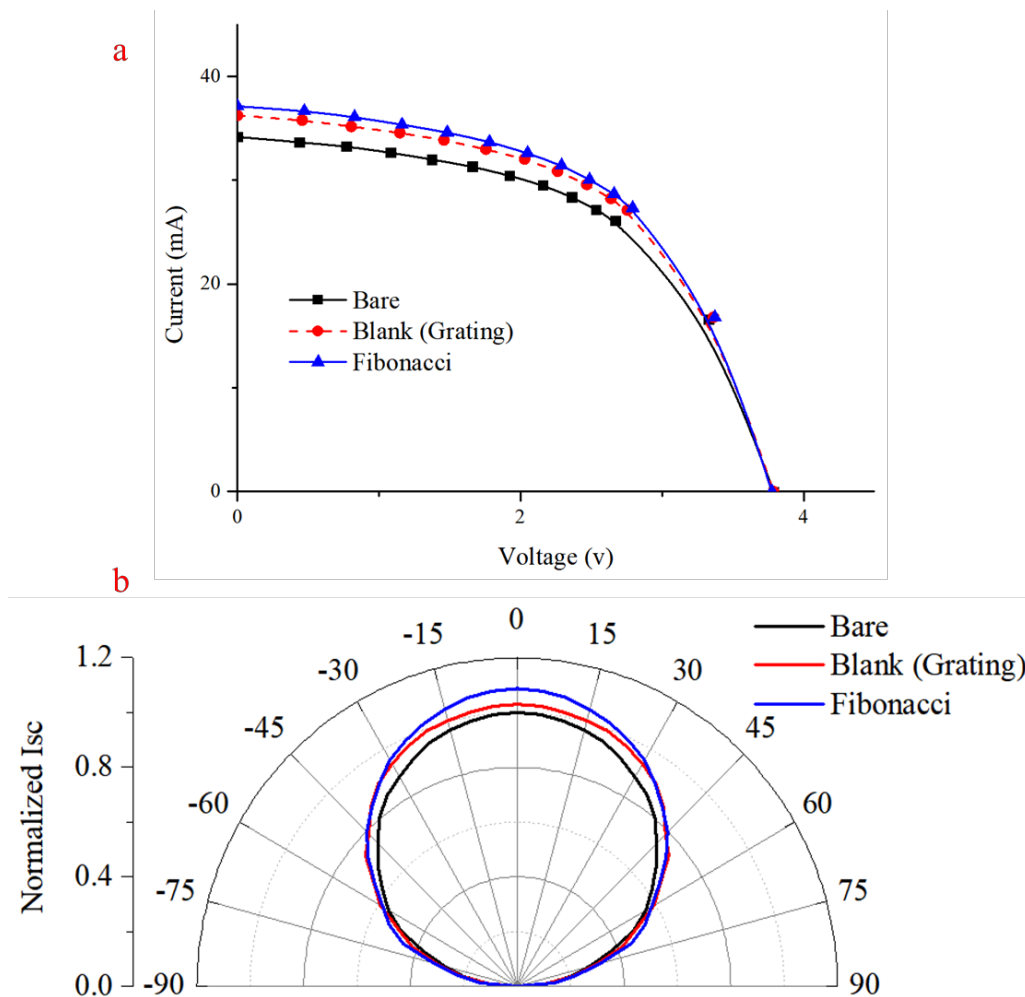 a
40
20
0
Current (mA)
Bare
Blank (Grating)
Fibonacci
0
2
4
Voltage (v)
b
Normalized Isc
1.2
0.8
0.4
0.0
-90
-75
-60
-45
-30
-15
0
15
30
45
60
75
90
Bare
Blank (Grating)
Fibonacci